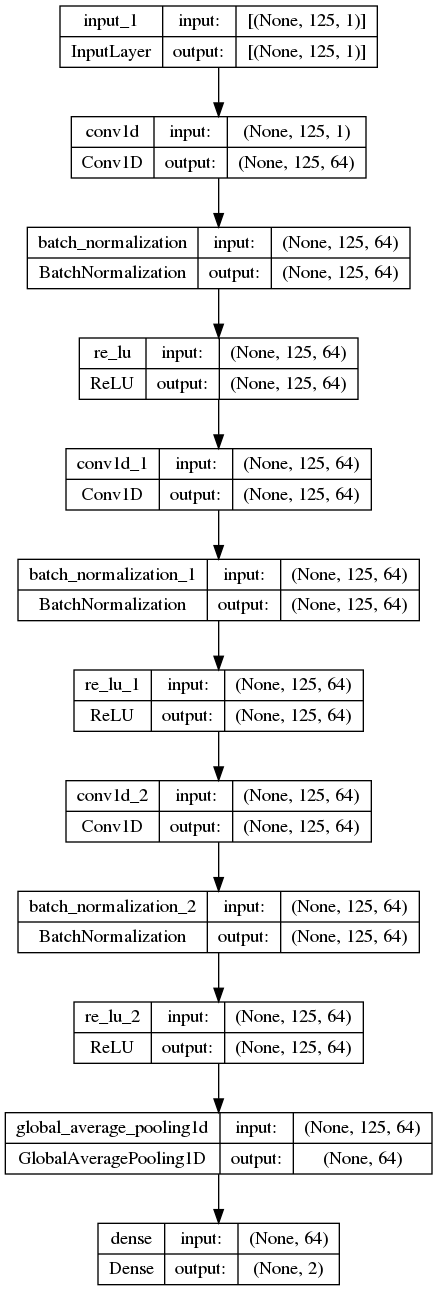 input_1 input: [(None, 125, 1)]
InputLayer output: [(None, 125, 1)]
conv1d input: (None, 125, 1)
Conv1D output: (None, 125, 64)
batch_normalization input: (None, 125, 64)
BatchNormalization output: (None, 125, 64)
re_lu input: (None, 125, 64)
ReLU output: (None, 125, 64)
conv1d_1 input: (None, 125, 64)
Conv1D output: (None, 125, 64)
batch_normalization_1 input: (None, 125, 64)
BatchNormalization output: (None, 125, 64)
re_lu_1 input: (None, 125, 64)
ReLU output: (None, 125, 64)
conv1d_2 input: (None, 125, 64)
Conv1D output: (None, 125, 64)
batch_normalization_2 input: (None, 125, 64)
BatchNormalization output: (None, 125, 64)
re_lu_2 input: (None, 125, 64)
ReLU output: (None, 125, 64)
global_average_pooling1d input: (None, 125, 64)
GlobalAveragePooling1D output: (None, 64)
dense input: (None, 64)
Dense output: (None, 2)